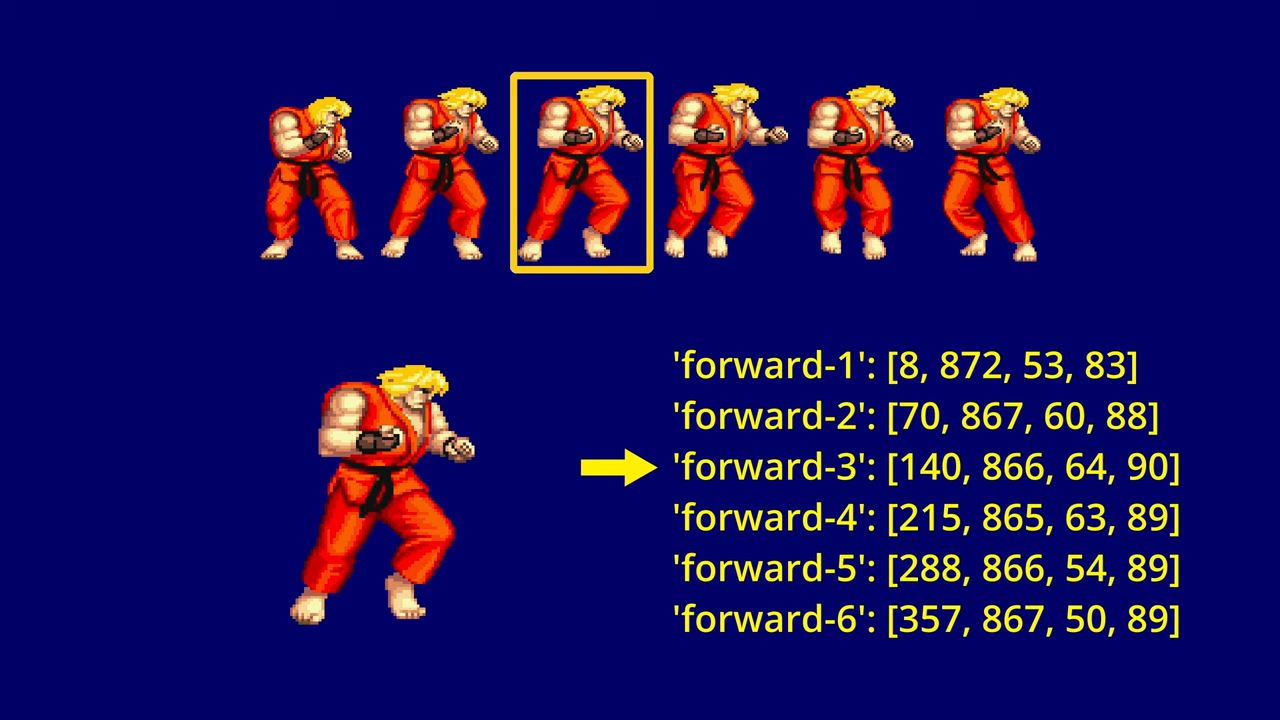 'forward-1': [8, 872, 53, 83]
'forward-2': [70, 867, 60, 88]
'forward-3': [140, 866, 64, 90]
'forward-4': [215, 865, 63, 89]
'forward-5': [288, 866, 54, 89]
'forward-6': [357, 867, 50, 89]